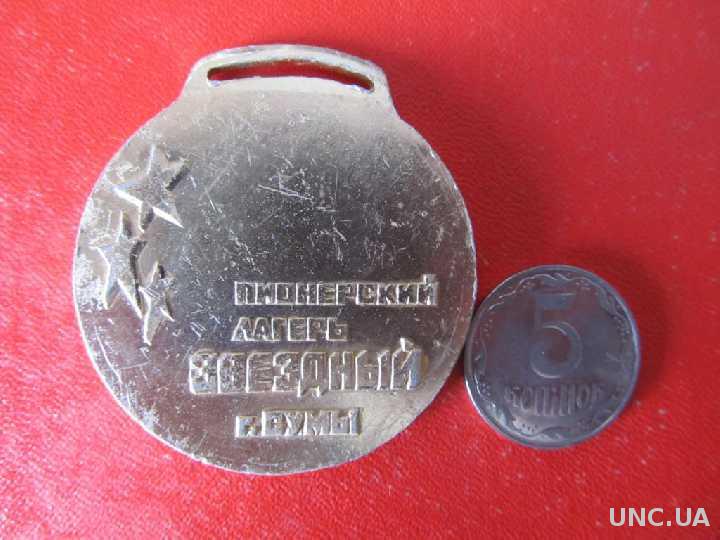 ПИОНЕРСКИЙ
ЛАГЕРЬ
ЗВЕЗДНЫЙ
г. СУМЫ
5
КОПІЙОК
UNC.UA